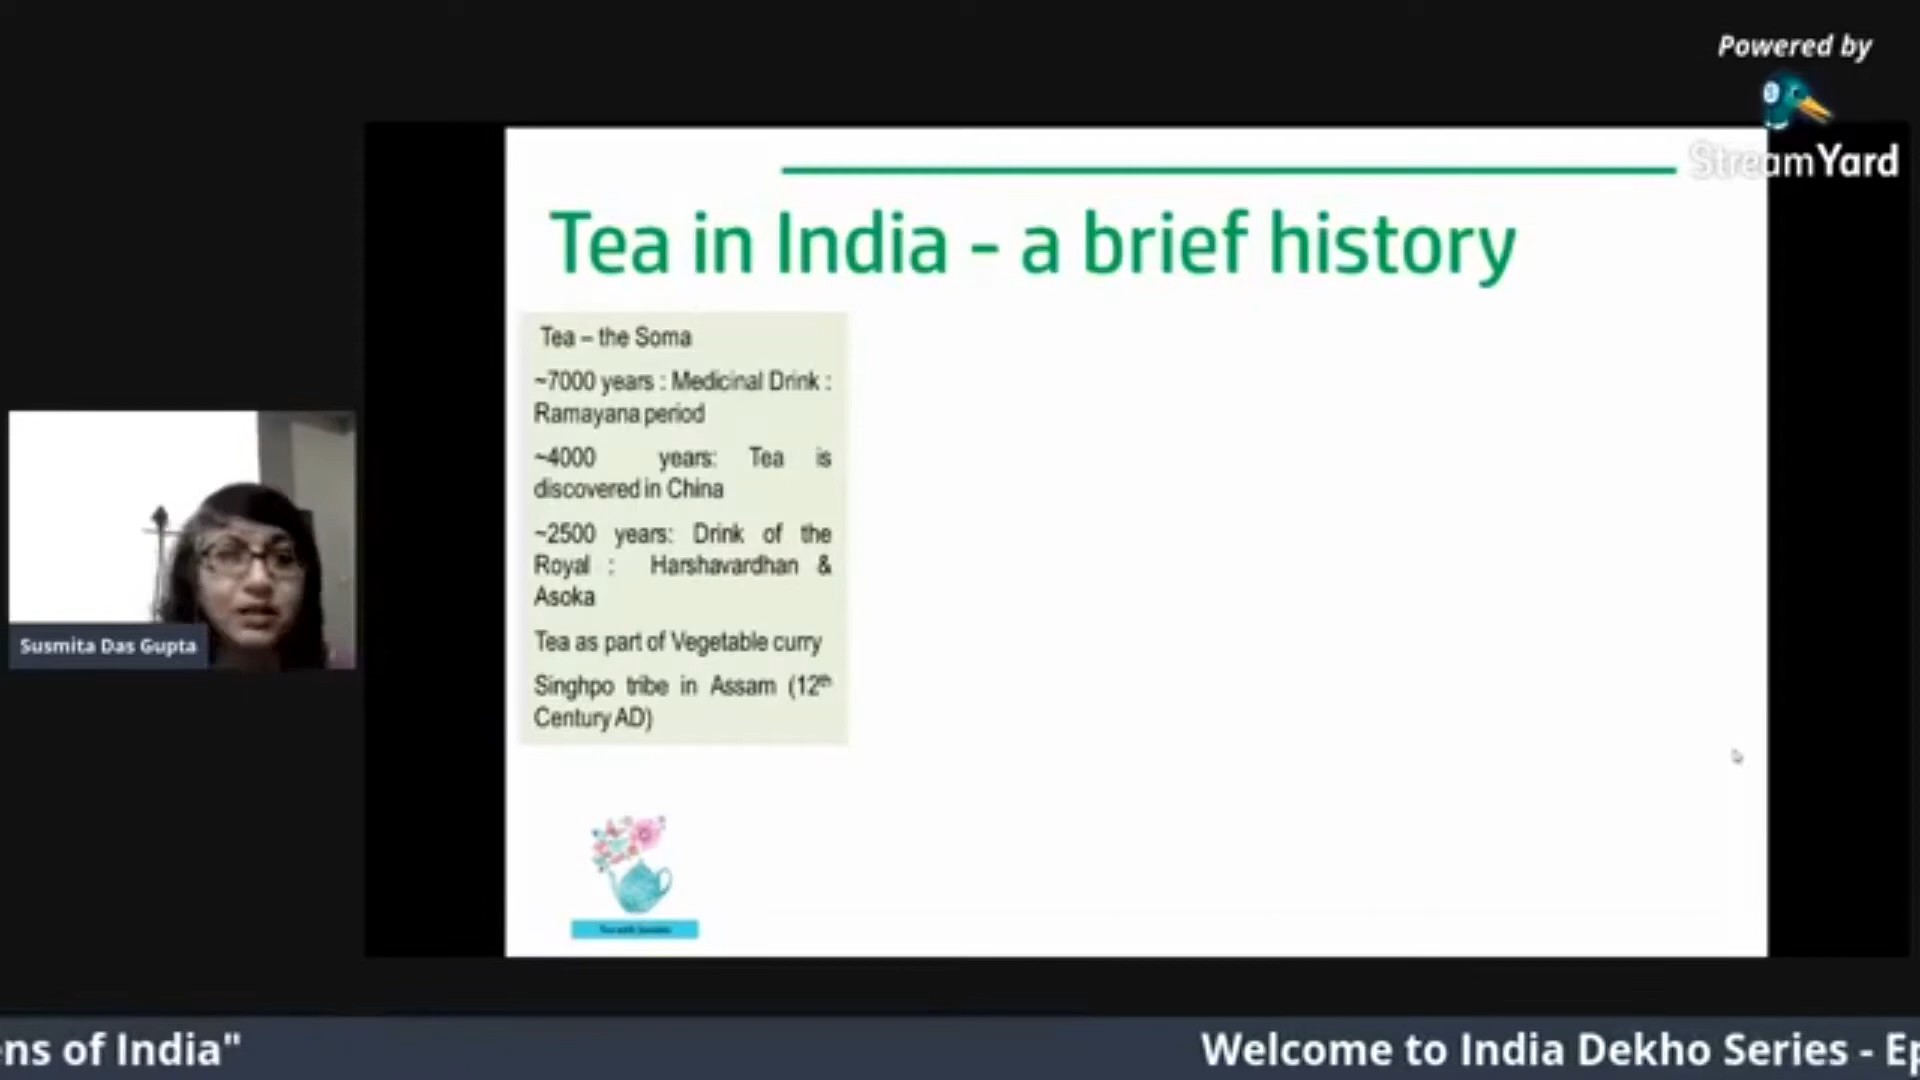 Powered by
StreamYard
Tea in India - a brief history
Tea – the Soma
~7000 years : Medicinal Drink :
Ramayana period
~4000 years: Tea is
discovered in China
~2500 years: Drink of the
Royal : Harshavardhan &
Asoka
Tea as part of Vegetable curry
Singhpo tribe in Assam (12th
Century AD)
Susmita Das Gupta
ens of India" Welcome to India Dekho Series - Ep